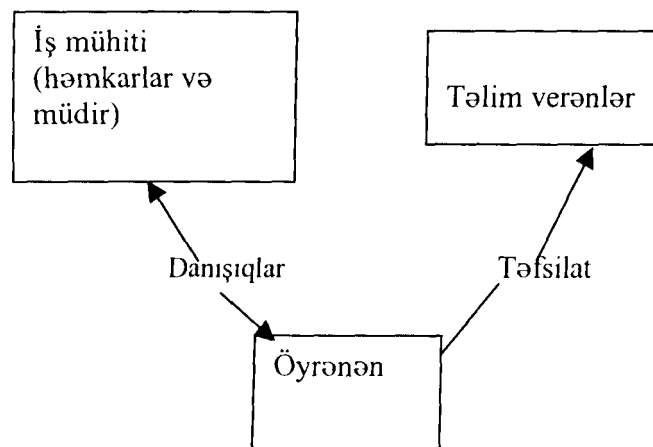 İş mühiti
(həmkarlar və
müdir)
Təlim verənlər
Danışıqlar
Təfsilat
Öyrənən